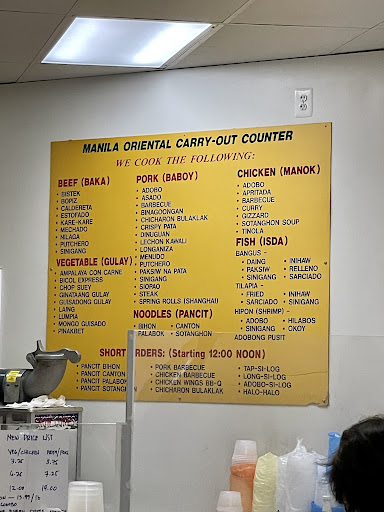 MANILA ORIENTAL CARRY-OUT COUNTER
WE COOK THE FOLLOWING:
BEEF (BAKA)
• BISTEK
• BOPIZ
• CALDERETA
• ESTOFADO
• KARE-KARE
• MECHADO
• NILAGA
• PUTCHERO
• SINIGANG
VEGETABLE (GULAY)
• AMPALAYA CON CARNE
• BICOL EXPRESS
• CHOP SUEY
• GINATAANG GULAY
• GUISADONG GULAY
• LAING
• LUMPIA
• MONGO GUISADO
• PINAKBET
PORK (BABOY)
• ADOBO
• ASADO
• BARBECUE
• BINAGOONGAN
• CHICHARON BULAKLAK
• CRISPY PATA
• DINUGUAN
• LECHON KAWALI
• LONGANIZA
• MENUDO
• PUTCHERO
• PAKSIW NA PATA
• SINIGANG
• SIOPAO
• STEAK
• SPRING ROLLS (SHANGHAI)
NOODLES (PANCIT)
• BIHON • CANTON
• PALABOK • SOTANGHON
CHICKEN (MANOK)
• ADOBO
• APRITADA
• BARBECUE
• CURRY
• GIZZARD
• SOTANGHON SOUP
• TINOLA
FISH (ISDA)
BANGUS -
• DAING • INIHAW
• PAKSIW • RELLENO
• SINIGANG • SARCIADO
TILAPIA -
• FRIED • INIHAW
• SARCIADO • SINIGANG
HIPON (SHRIMP) -
• ADOBO • HILABOS
• SINIGANG • OKOY
ADOBONG PUSIT
SHORT ORDERS: (Starting 12:00 NOON)
• PANCIT BIHON
• PANCIT CANTON
• PANCIT PALABOK
• PANCIT SOTANGHON
• PORK BARBECUE
• CHICKEN BARBECUE
• CHICKEN WINGS BB-Q
• CHICHARON BULAKLAK
• TAP-SI-LOG
• LONG-SI-LOG
• ADOBO-SI-LOG
• HALO-HALO
NEW PRICE LIST
VEG/CHICKEN